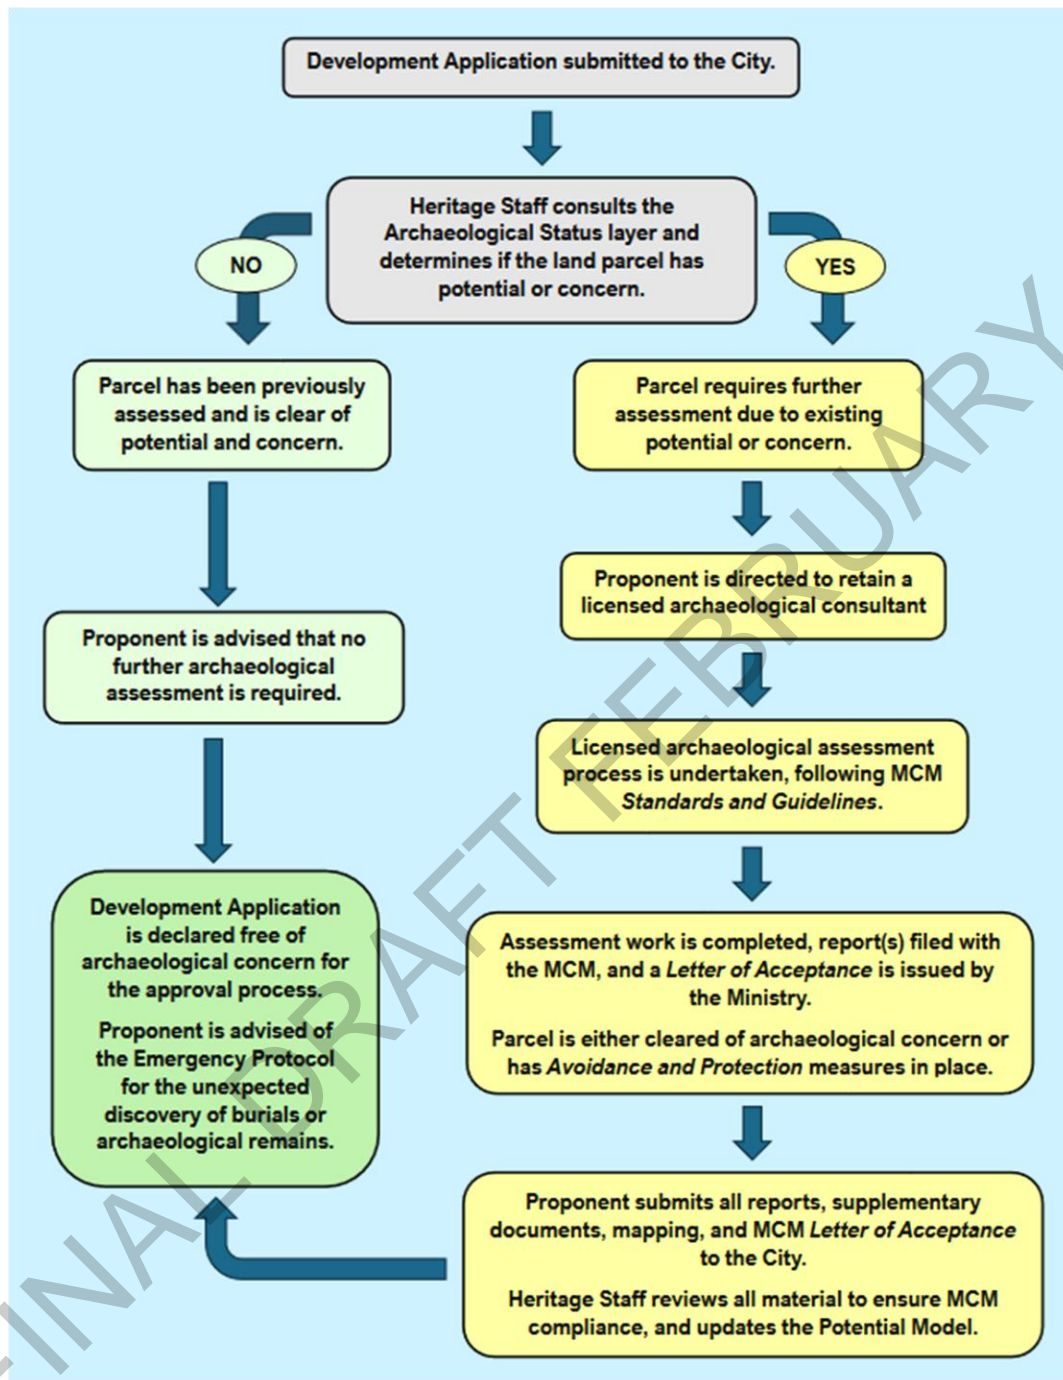 Development Application submitted to the City.
Heritage Staff consults the
Archaeological Status layer and
determines if the land parcel has
potential or concern.
NO
YES
Parcel has been previously
assessed and is clear of
potential and concern.
Parcel requires further
assessment due to existing
potential or concern.
Proponent is directed to retain a
licensed archaeological consultant
Proponent is advised that no
further archaeological
assessment is required.
Licensed archaeological assessment
process is undertaken, following MCM
Standards and Guidelines.
Development Application
is declared free of
archaeological concern for
the approval process.
Proponent is advised of
the Emergency Protocol
for the unexpected
discovery of burials or
archaeological remains.
Assessment work is completed, report(s) filed with
the MCM, and a Letter of Acceptance is issued by
the Ministry.
Parcel is either cleared of archaeological concern or
has Avoidance and Protection measures in place.
Proponent submits all reports, supplementary
documents, mapping, and MCM Letter of Acceptance
to the City.
Heritage Staff reviews all material to ensure MCM
compliance, and updates the Potential Model.
FINAL DRAFT FEBRUARY